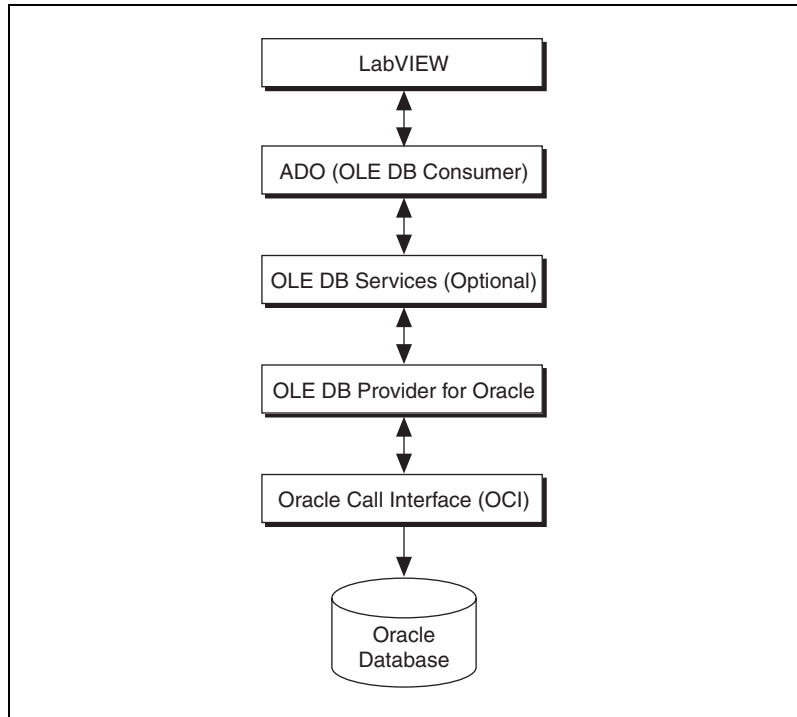 LabVIEW
ADO (OLE DB Consumer)
OLE DB Services (Optional)
OLE DB Provider for Oracle
Oracle Call Interface (OCI)
Oracle
Database